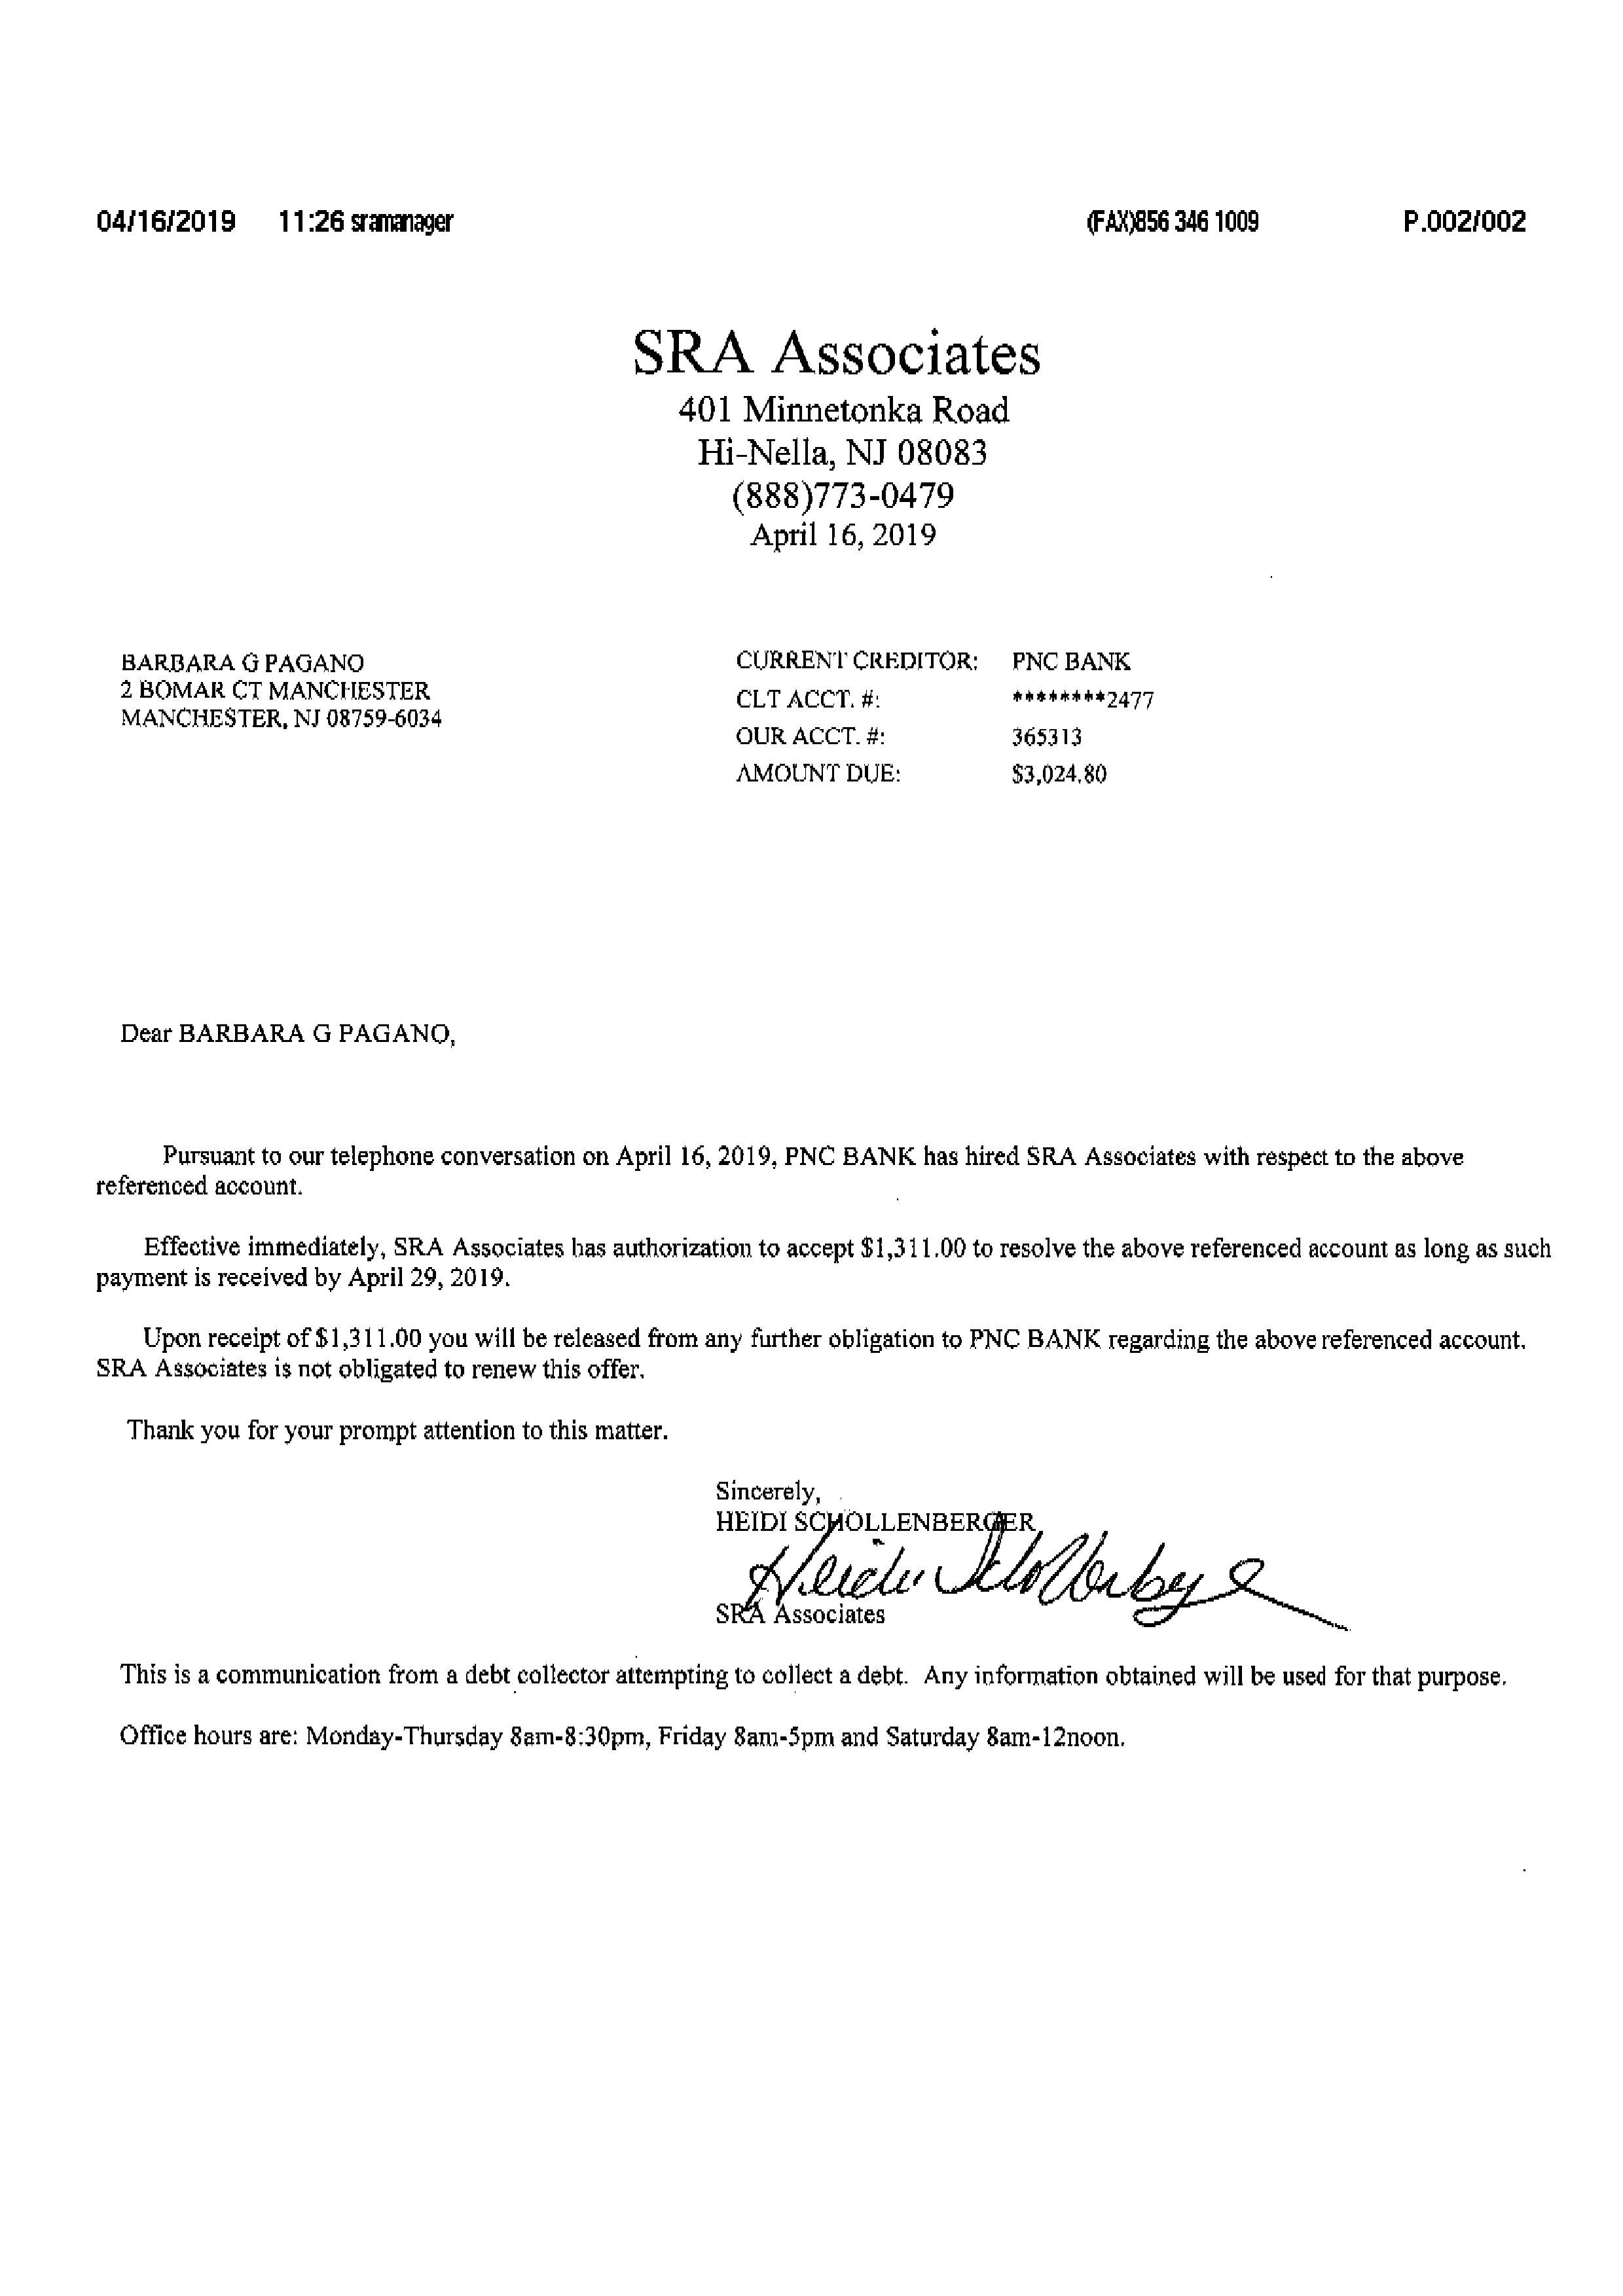 04/16/2019 11:26 sramanager (FAX)856 346 1009 P.002/002
SRA Associates
401 Minnetonka Road
Hi-Nella, NJ 08083
(888)773-0479
April 16, 2019
BARBARA G PAGANO
2 BOMAR CT MANCHESTER
MANCHESTER, NJ 08759-6034
CURRENT CREDITOR: PNC BANK
CLT ACCT. #: ********2477
OUR ACCT. #: 365313
AMOUNT DUE: $3,024.80
Dear BARBARA G PAGANO,
Pursuant to our telephone conversation on April 16, 2019, PNC BANK has hired SRA Associates with respect to the above
referenced account.
Effective immediately, SRA Associates has authorization to accept $1,311.00 to resolve the above referenced account as long as such
payment is received by April 29, 2019.
Upon receipt of $1,311.00 you will be released from any further obligation to PNC BANK regarding the above referenced account.
SRA Associates is not obligated to renew this offer.
Thank you for your prompt attention to this matter.
Sincerely,
HEIDI SCHOLLENBERGER
Heidi Schollenberger
SRA Associates
This is a communication from a debt collector attempting to collect a debt. Any information obtained will be used for that purpose.
Office hours are: Monday-Thursday 8am-8:30pm, Friday 8am-5pm and Saturday 8am-12noon.